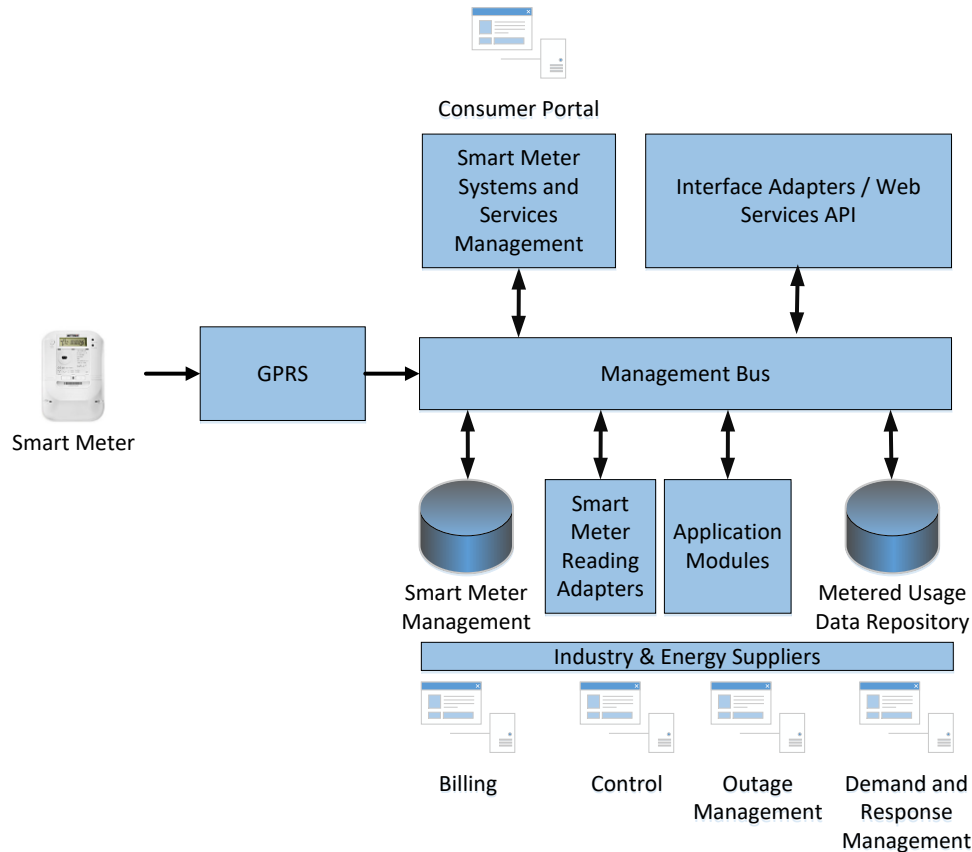 Consumer Portal
Smart Meter
Systems and
Services
Management
Interface Adapters / Web
Services API
Smart Meter
GPRS
Management Bus
Smart Meter
Management
Smart
Meter
Reading
Adapters
Application
Modules
Metered Usage
Data Repository
Industry & Energy Suppliers
Billing
Control
Outage
Management
Demand and
Response
Management